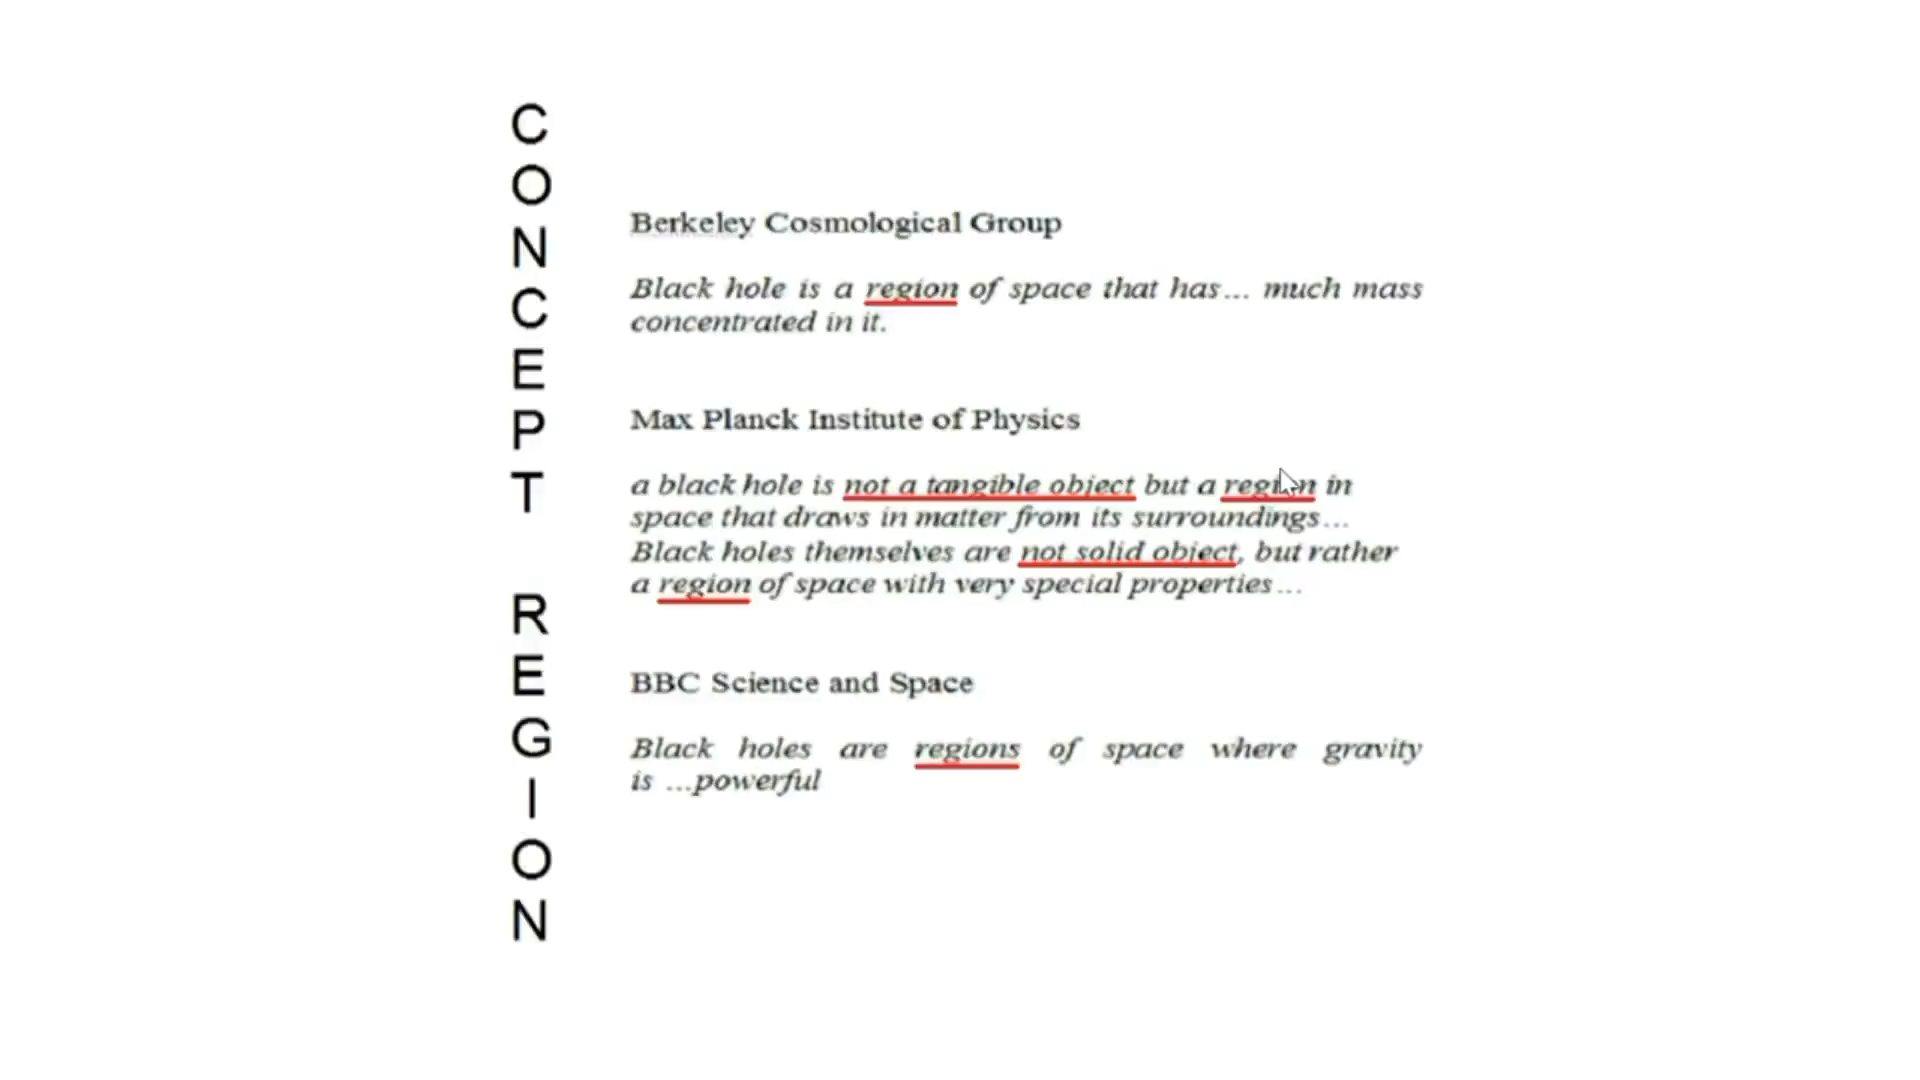 CONCEPT REGION
Berkeley Cosmological Group
Black hole is a region of space that has... much mass
concentrated in it.
Max Planck Institute of Physics
a black hole is not a tangible object but a region in
space that draws in matter from its surroundings...
Black holes themselves are not solid object, but rather
a region of space with very special properties...
BBC Science and Space
Black holes are regions of space where gravity
is ...powerful